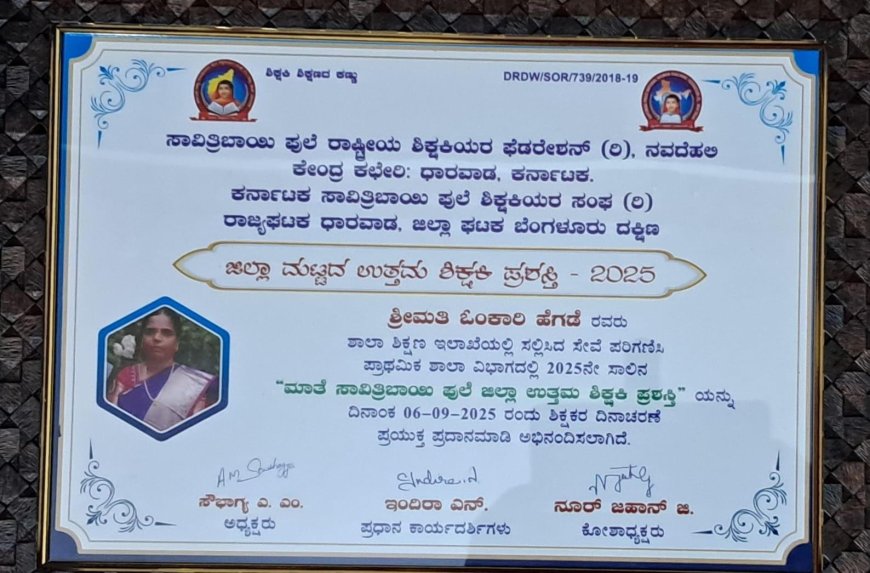 ಶಿಕ್ಷಕಿ ಶಿಕ್ಷಣದ ಕಣ್ಣು
DRDW/SOR/739/2018-19
ಸಾವಿತ್ರಿಬಾಯಿ ಫುಲೆ ರಾಷ್ಟ್ರೀಯ ಶಿಕ್ಷಕಿಯರ ಫೆಡರೇಶನ್ (ರಿ), ನವದೆಹಲಿ
ಕೇಂದ್ರ ಕಛೇರಿ: ಧಾರವಾಡ, ಕರ್ನಾಟಕ.
ಕರ್ನಾಟಕ ಸಾವಿತ್ರಿಬಾಯಿ ಫುಲೆ ಶಿಕ್ಷಕಿಯರ ಸಂಘ (ರಿ)
ರಾಜ್ಯಘಟಕ ಧಾರವಾಡ, ಜಿಲ್ಲಾ ಘಟಕ ಬೆಂಗಳೂರು ದಕ್ಷಿಣ
ಜಿಲ್ಲಾ ಮಟ್ಟದ ಉತ್ತಮ ಶಿಕ್ಷಕಿ ಪ್ರಶಸ್ತಿ - 2025
ಶ್ರೀಮತಿ ಓಂಕಾರಿ ಹೆಗಡೆ ರವರು
ಶಾಲಾ ಶಿಕ್ಷಣ ಇಲಾಖೆಯಲ್ಲಿ ಸಲ್ಲಿಸಿದ ಸೇವೆ ಪರಿಗಣಿಸಿ
ಪ್ರಾಥಮಿಕ ಶಾಲಾ ವಿಭಾಗದಲ್ಲಿ 2025ನೇ ಸಾಲಿನ
"ಮಾತೆ ಸಾವಿತ್ರಿಬಾಯಿ ಫುಲೆ ಜಿಲ್ಲಾ ಉತ್ತಮ ಶಿಕ್ಷಕಿ ಪ್ರಶಸ್ತಿ" ಯನ್ನು
ದಿನಾಂಕ 06-09-2025 ರಂದು ಶಿಕ್ಷಕರ ದಿನಾಚರಣೆ
ಪ್ರಯುಕ್ತ ಪ್ರದಾನಮಾಡಿ ಅಭಿನಂದಿಸಲಾಗಿದೆ.
ಸೌಭಾಗ್ಯ ಎ. ಎಂ.
ಅಧ್ಯಕ್ಷರು
ಇಂದಿರಾ ಎನ್.
ಪ್ರಧಾನ ಕಾರ್ಯದರ್ಶಿಗಳು
ನೂರ್ ಜಹಾನ್ ಜಿ.
ಕೋಶಾಧ್ಯಕ್ಷರು